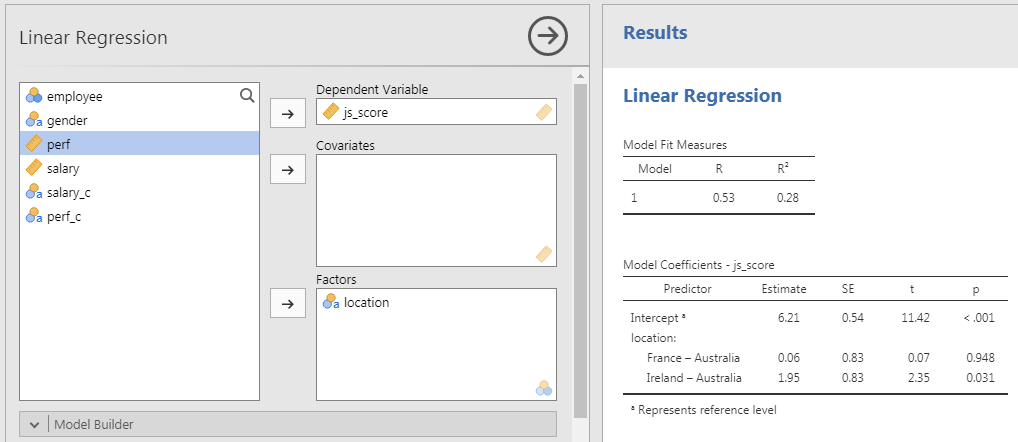 Linear Regression
employee
gender
perf
salary
salary_c
perf_c
Dependent Variable
js_score
Covariates
Factors
location
Model Builder
Results
Linear Regression
Model Fit Measures
Model R R²
1 0.53 0.28
Model Coefficients - js_score
Predictor Estimate SE t p
Intercept ᵃ 6.21 0.54 11.42 < .001
location:
France – Australia 0.06 0.83 0.07 0.948
Ireland – Australia 1.95 0.83 2.35 0.031
ᵃ Represents reference level